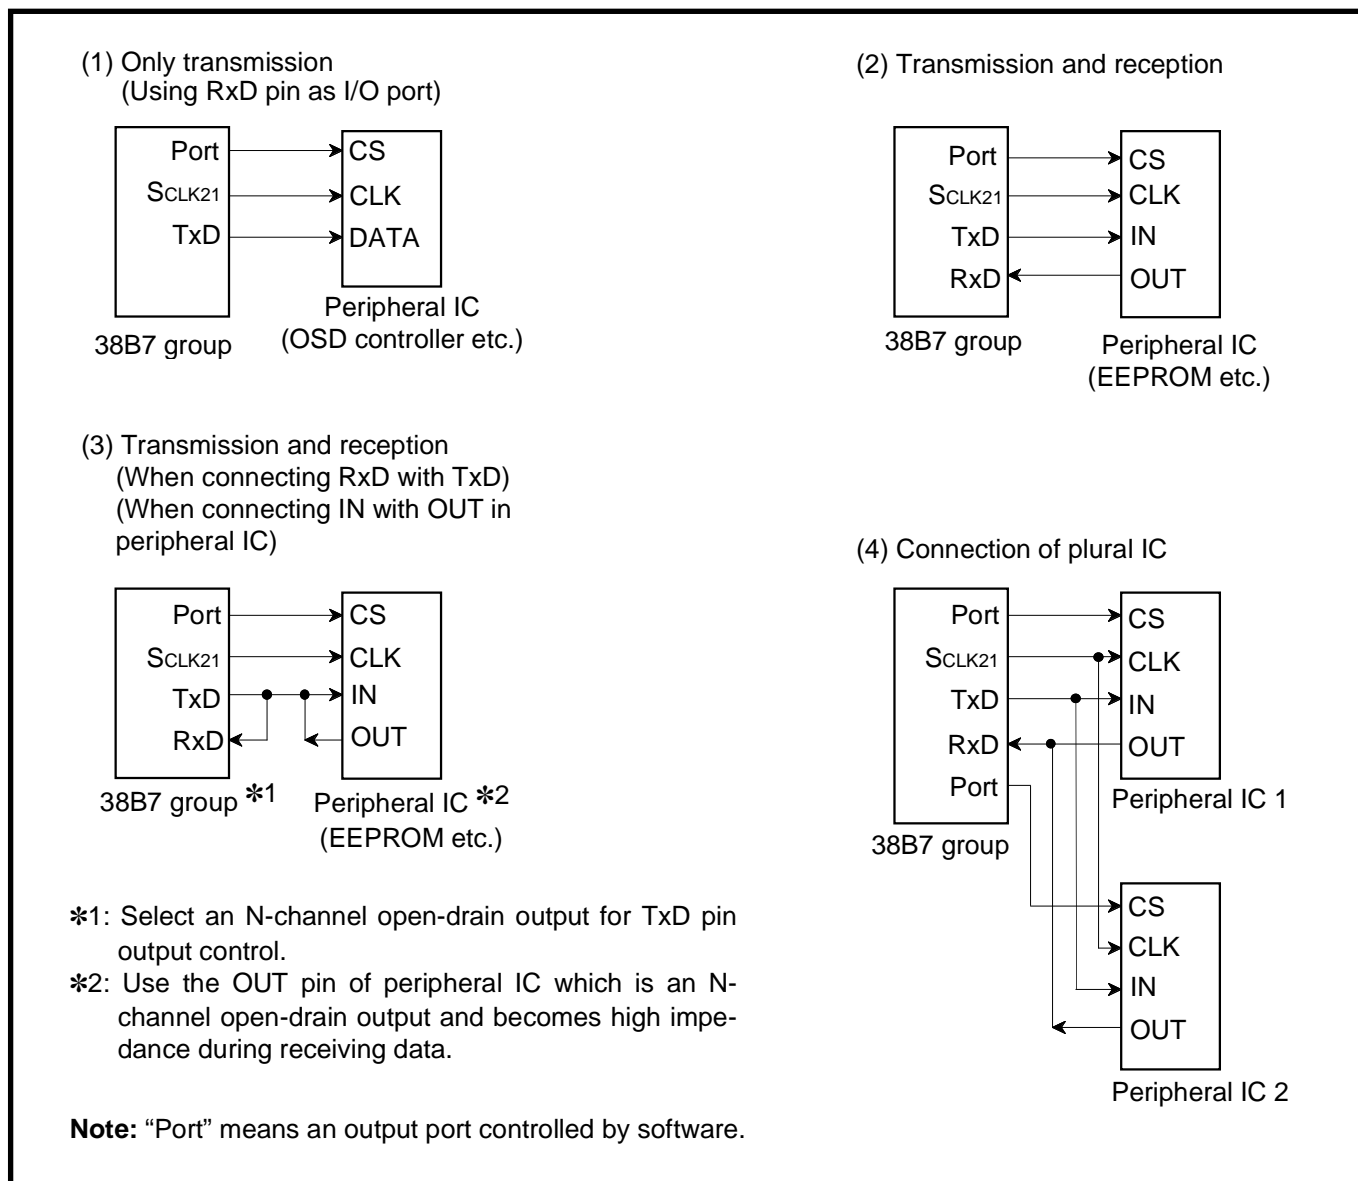 (1) Only transmission
(Using RxD pin as I/O port)
Port
SCLK21
TxD
CS
CLK
DATA
38B7 group
Peripheral IC
(OSD controller etc.)
(2) Transmission and reception
Port
SCLK21
TxD
RxD
CS
CLK
IN
OUT
38B7 group
Peripheral IC
(EEPROM etc.)
(3) Transmission and reception
(When connecting RxD with TxD)
(When connecting IN with OUT in
peripheral IC)
Port
SCLK21
TxD
RxD
CS
CLK
IN
OUT
38B7 group ✽1
Peripheral IC ✽2
(EEPROM etc.)
(4) Connection of plural IC
Port
SCLK21
TxD
RxD
Port
CS
CLK
IN
OUT
38B7 group
Peripheral IC 1
CS
CLK
IN
OUT
Peripheral IC 2
✽1: Select an N-channel open-drain output for TxD pin
output control.
✽2: Use the OUT pin of peripheral IC which is an N-
channel open-drain output and becomes high impe-
dance during receiving data.
Note: “Port” means an output port controlled by software.